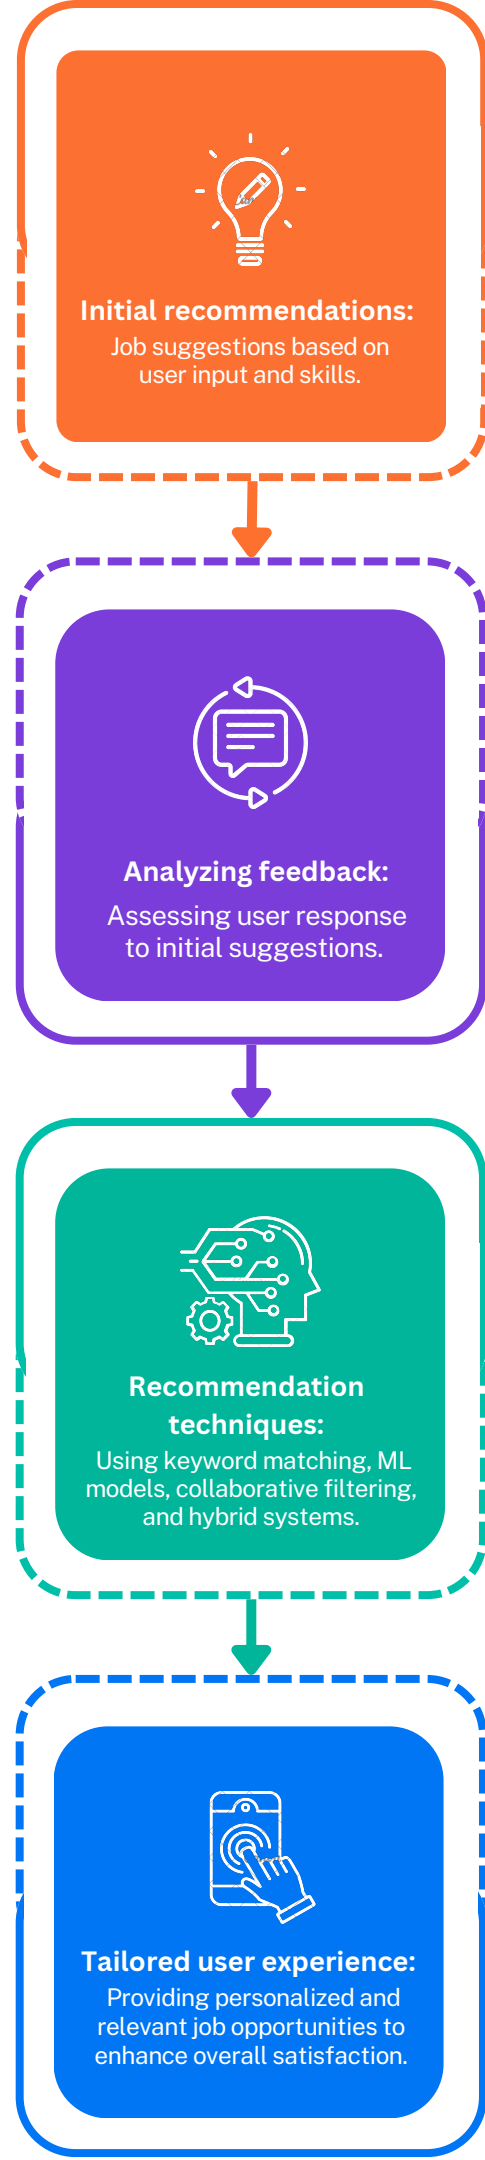 Initial recommendations:
Job suggestions based on
user input and skills.
Analyzing feedback:
Assessing user response
to initial suggestions.
Recommendation
techniques:
Using keyword matching, ML
models, collaborative filtering,
and hybrid systems.
Tailored user experience:
Providing personalized and
relevant job opportunities to
enhance overall satisfaction.